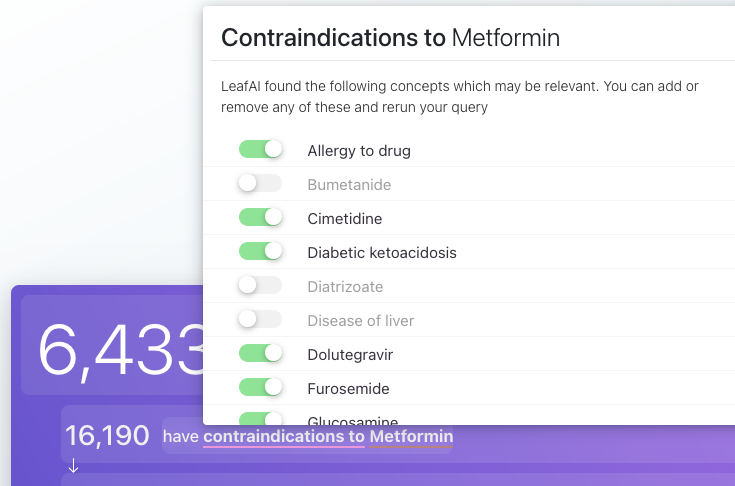 Contraindications to Metformin
LeafAI found the following concepts which may be relevant. You can add or
remove any of these and rerun your query
Allergy to drug
Bumetanide
Cimetidine
Diabetic ketoacidosis
Diatrizoate
Disease of liver
Dolutegravir
Furosemide
Glucosamine
6,433
16,190 have contraindications to Metformin